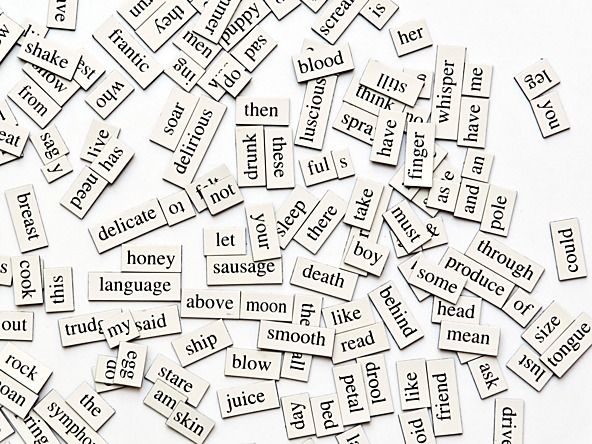 they
scream
is
her
shake
frantic
men
sad
blood
do
who
from
soar
delirious
then
luscious
still
think
whisper
me
have
have
finger
leg
you
live
has
need
drunk
these
ful
s
an
and
as
pole
breast
delicate
not
sleep
there
take
must
&
boy
let
your
sausage
honey
language
death
could
cook
this
through
produce
some
of
above
moon
like
behind
head
mean
size
tongue
lust
out
my
said
ship
smooth
read
egg
blow
rock
stare
am
skin
juice
the
petal
drool
like
friend
ask
bed
drive